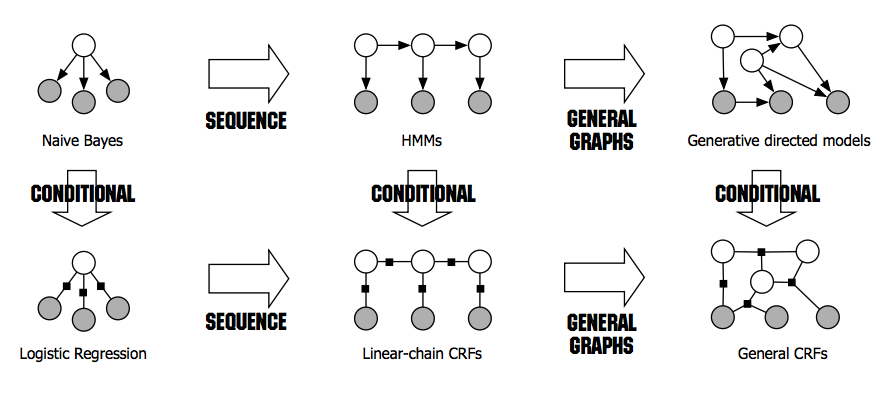 SEQUENCE
GENERAL
GRAPHS
Naive Bayes
HMMs
Generative directed models
CONDITIONAL
CONDITIONAL
CONDITIONAL
SEQUENCE
GENERAL
GRAPHS
Logistic Regression
Linear-chain CRFs
General CRFs